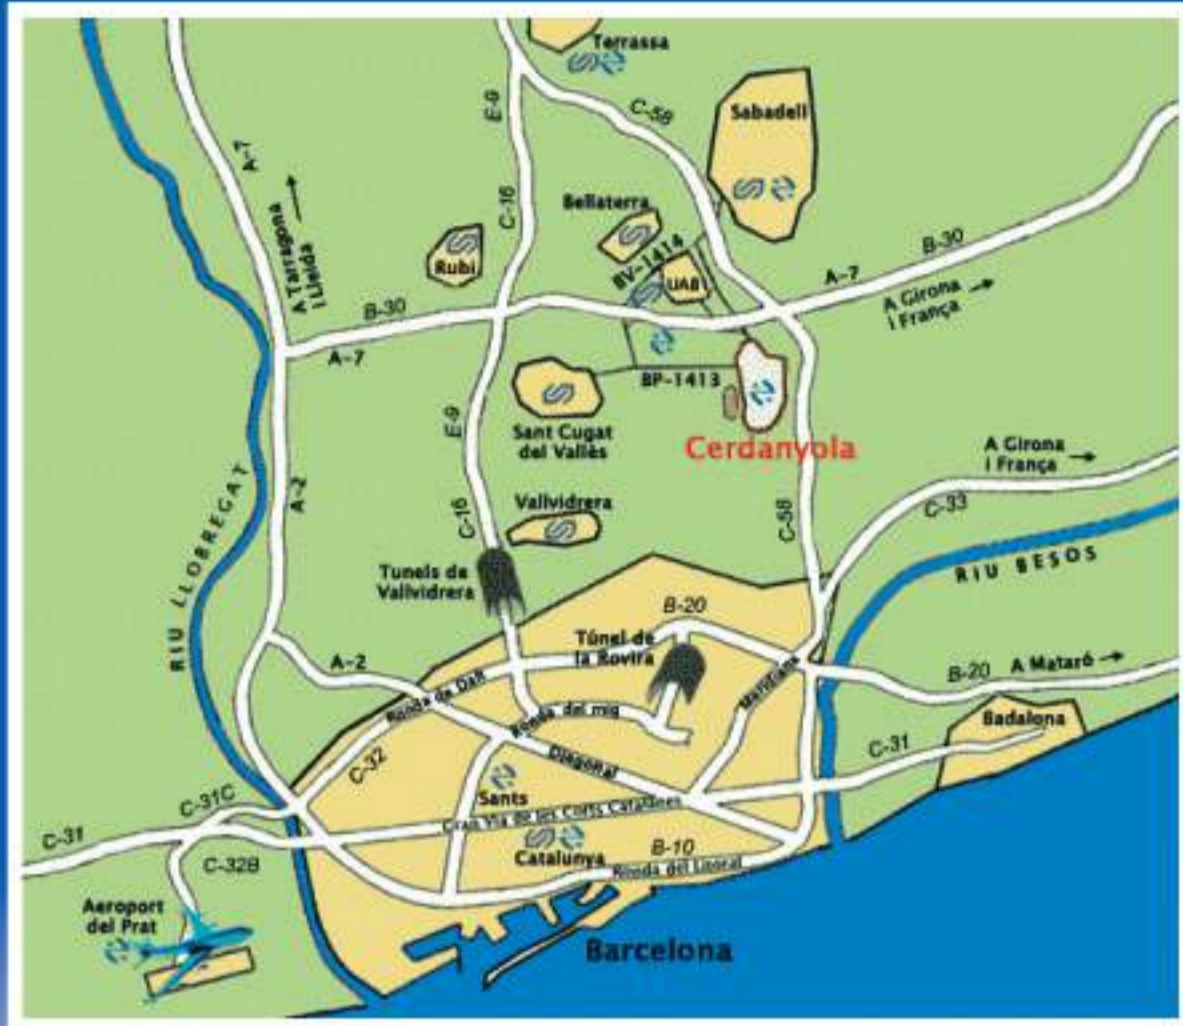 Terrassa
E-9
C-58
Sabadell
A-7
C-16
Bellaterra
A Tarragona
i Lleida
Rubí
BV-1414
UAB
B-30
A-7
A Girona
i França
B-30
A-7
BP-1413
Sant Cugat
del Vallès
E-9
Cerdanyola
A Girona
i França
A-2
C-16
Vallvidrera
C-58
C-33
RIU LLOBREGAT
RIU BESOS
Tunels de
Vallvidrera
B-20
Túnel de
la Rovira
A-2
Ronda de Dalt
Meridiana
B-20
A Mataró
Ronda del mig
Badalona
C-31
C-32
Diagonal
Sants
C-31C
Gran Via de les Corts Catalanes
C-31
C-32B
Catalunya
B-10
Ronda del Litoral
Aeroport
del Prat
Barcelona